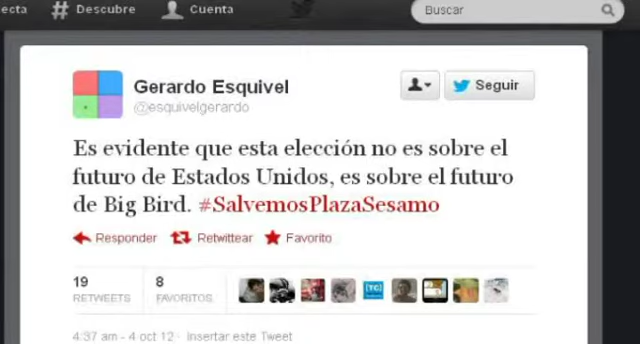 ecta # Descubre Cuenta Buscar
Gerardo Esquivel
@esquivelgerardo
Seguir
Es evidente que esta elección no es sobre el
futuro de Estados Unidos, es sobre el futuro
de Big Bird. #SalvemosPlazaSesamo
Responder Retwittear Favorito
19 8
RETWEETS FAVORITOS
4:37 am - 4 oct 12 · Insertar este Tweet